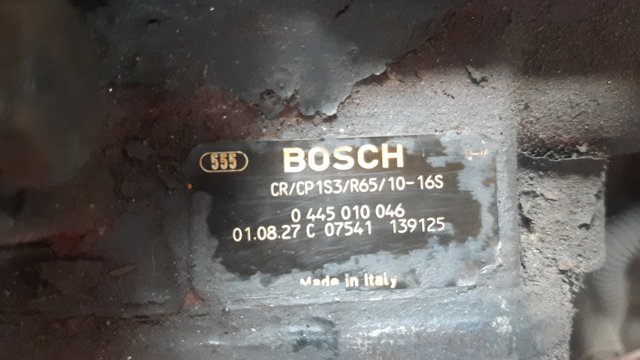 555 BOSCH
CR/CP1S3/R65/10-16S
0 445 010 046
01.08.27 C 07541 139125
Made in Italy